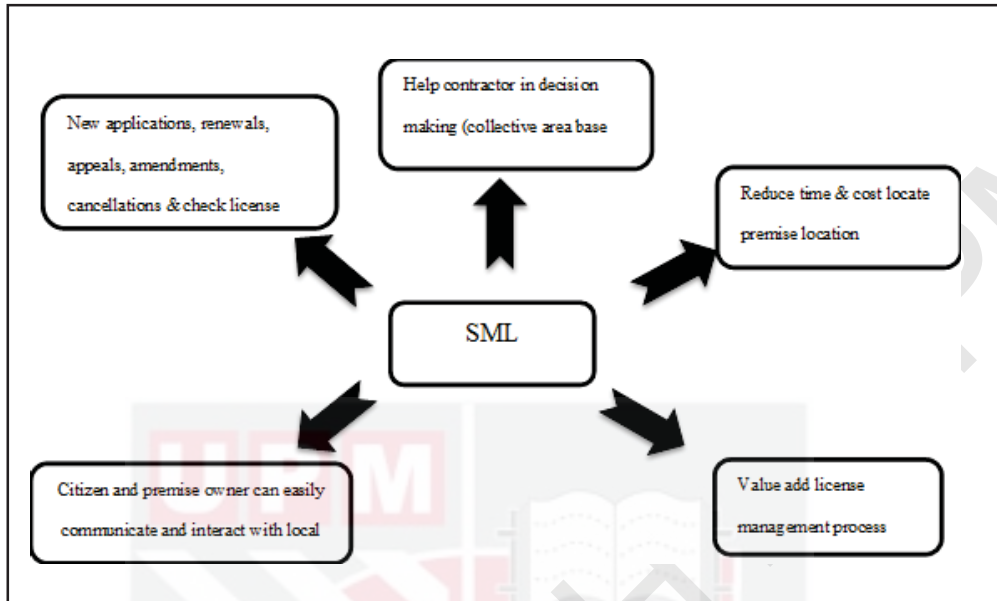 Help contractor in decision
making (collective area base
New applications, renewals,
appeals, amendments,
cancellations & check license
Reduce time & cost locate
premise location
SML
Citizen and premise owner can easily
communicate and interact with local
Value add license
management process
UPM